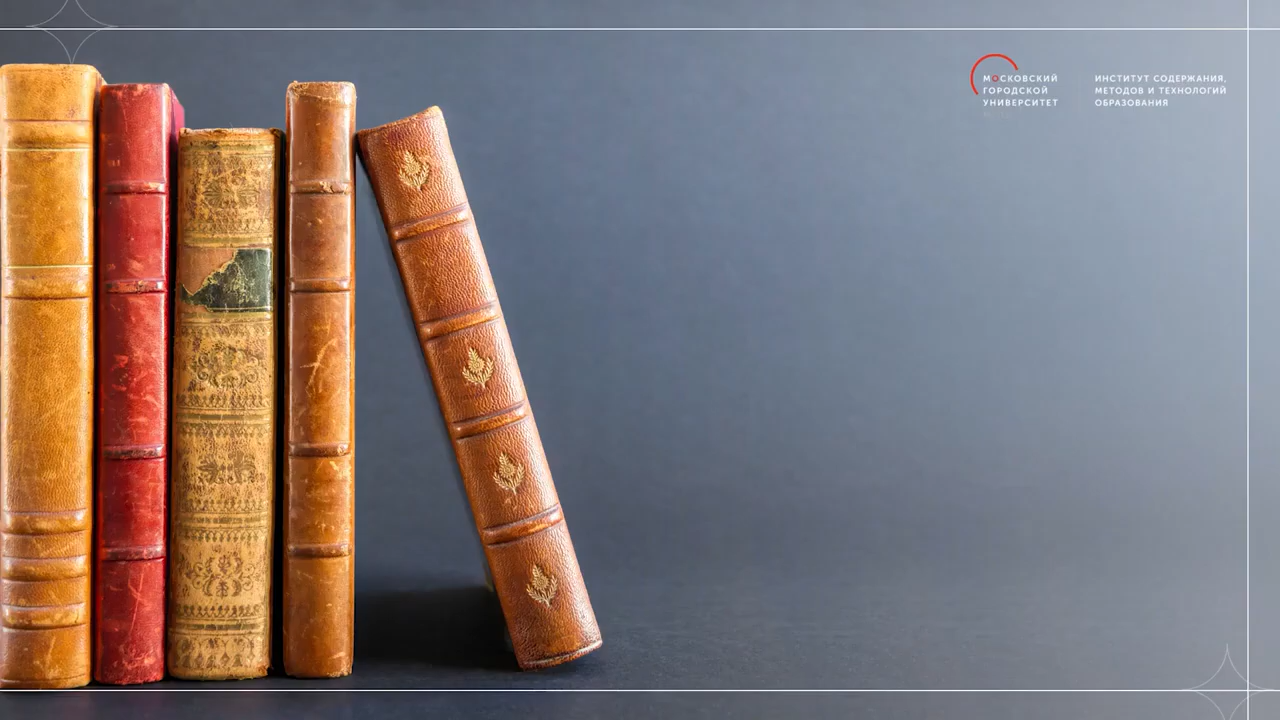 МОСКОВСКИЙ
ГОРОДСКОЙ
УНИВЕРСИТЕТ
ИНСТИТУТ СОДЕРЖАНИЯ,
МЕТОДОВ И ТЕХНОЛОГИЙ
ОБРАЗОВАНИЯ